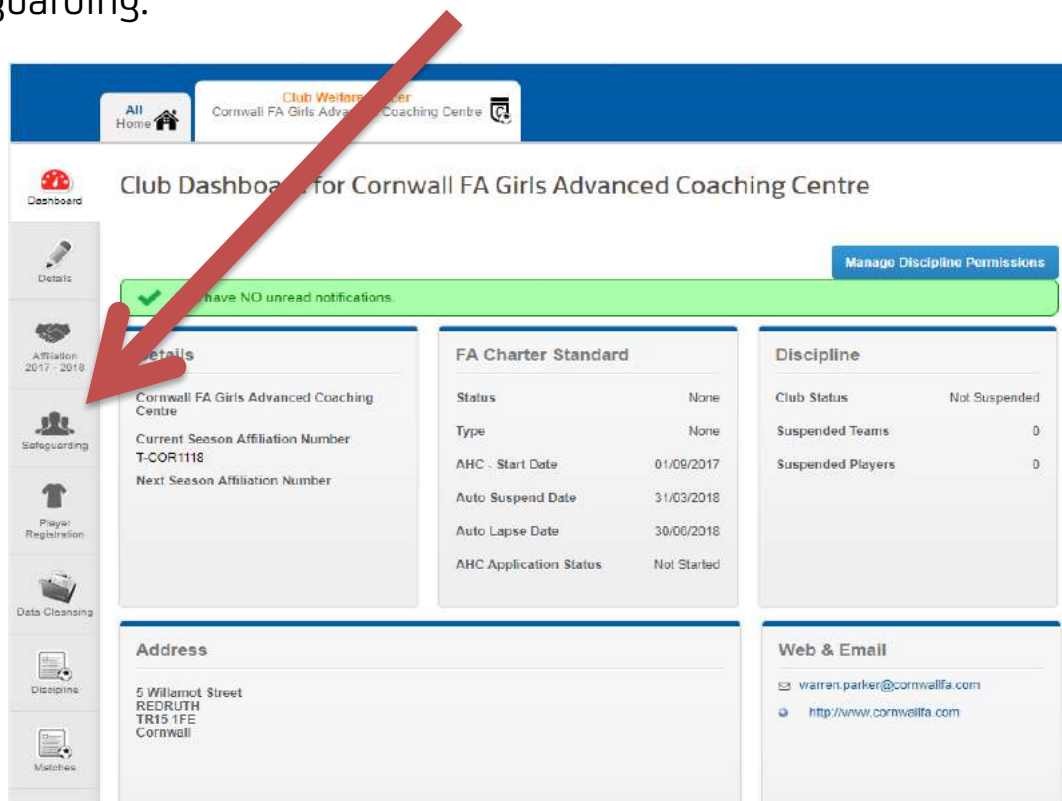 guarding.
All
Home
Club Welfare
Cornwall FA Girls Coaching Centre
Dashboard
Details
Affiliation
2017 - 2018
Safeguarding
Player
Registration
Data Cleansing
Discipline
Matches
Club Dashboard for Cornwall FA Girls Advanced Coaching Centre
Manage Discipline Permissions
have NO unread notifications.
Details
Cornwall FA Girls Advanced Coaching
Centre
Current Season Affiliation Number
T-COR1118
Next Season Affiliation Number
FA Charter Standard
Status None
Type None
AHC - Start Date 01/09/2017
Auto Suspend Date 31/03/2018
Auto Lapse Date 30/06/2018
AHC Application Status Not Started
Discipline
Club Status Not Suspended
Suspended Teams 0
Suspended Players 0
Address
5 Willamot Street
REDRUTH
TR15 1FE
Cornwall
Web & Email
warren.parker@cornwallfa.com
http://www.cornwallfa.com